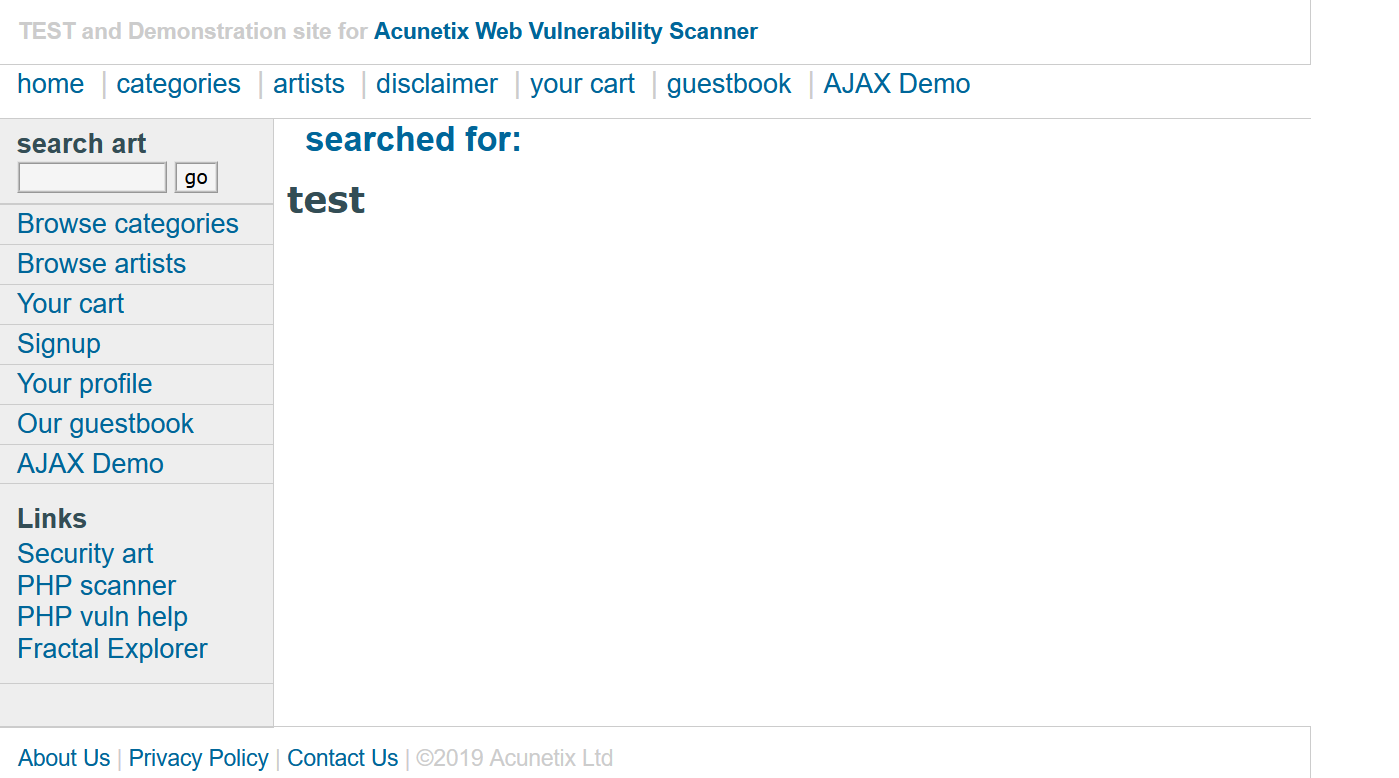 TEST and Demonstration site for Acunetix Web Vulnerability Scanner
home | categories | artists | disclaimer | your cart | guestbook | AJAX Demo
search art
go
Browse categories
Browse artists
Your cart
Signup
Your profile
Our guestbook
AJAX Demo
Links
Security art
PHP scanner
PHP vuln help
Fractal Explorer
searched for:
test
About Us | Privacy Policy | Contact Us | ©2019 Acunetix Ltd